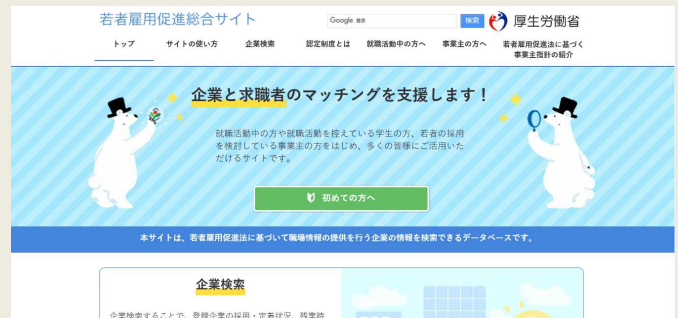 若者雇用促進総合サイト
Google 提供
検索
厚生労働省
トップ
サイトの使い方
企業検索
認定制度とは
就職活動中の方へ
事業主の方へ
若者雇用促進法に基づく
事業主指針の紹介
企業と求職者のマッチングを支援します！
就職活動中の方や就職活動を控えている学生の方、若者の採用
を検討している事業主の方をはじめ、多くの皆様にご活用いた
だけるサイトです。
初めての方へ
本サイトは、若者雇用促進法に基づいて職場情報の提供を行う企業の情報を検索できるデータベースです。
企業検索
企業検索することで、登録企業の採用・定着状況、残業時